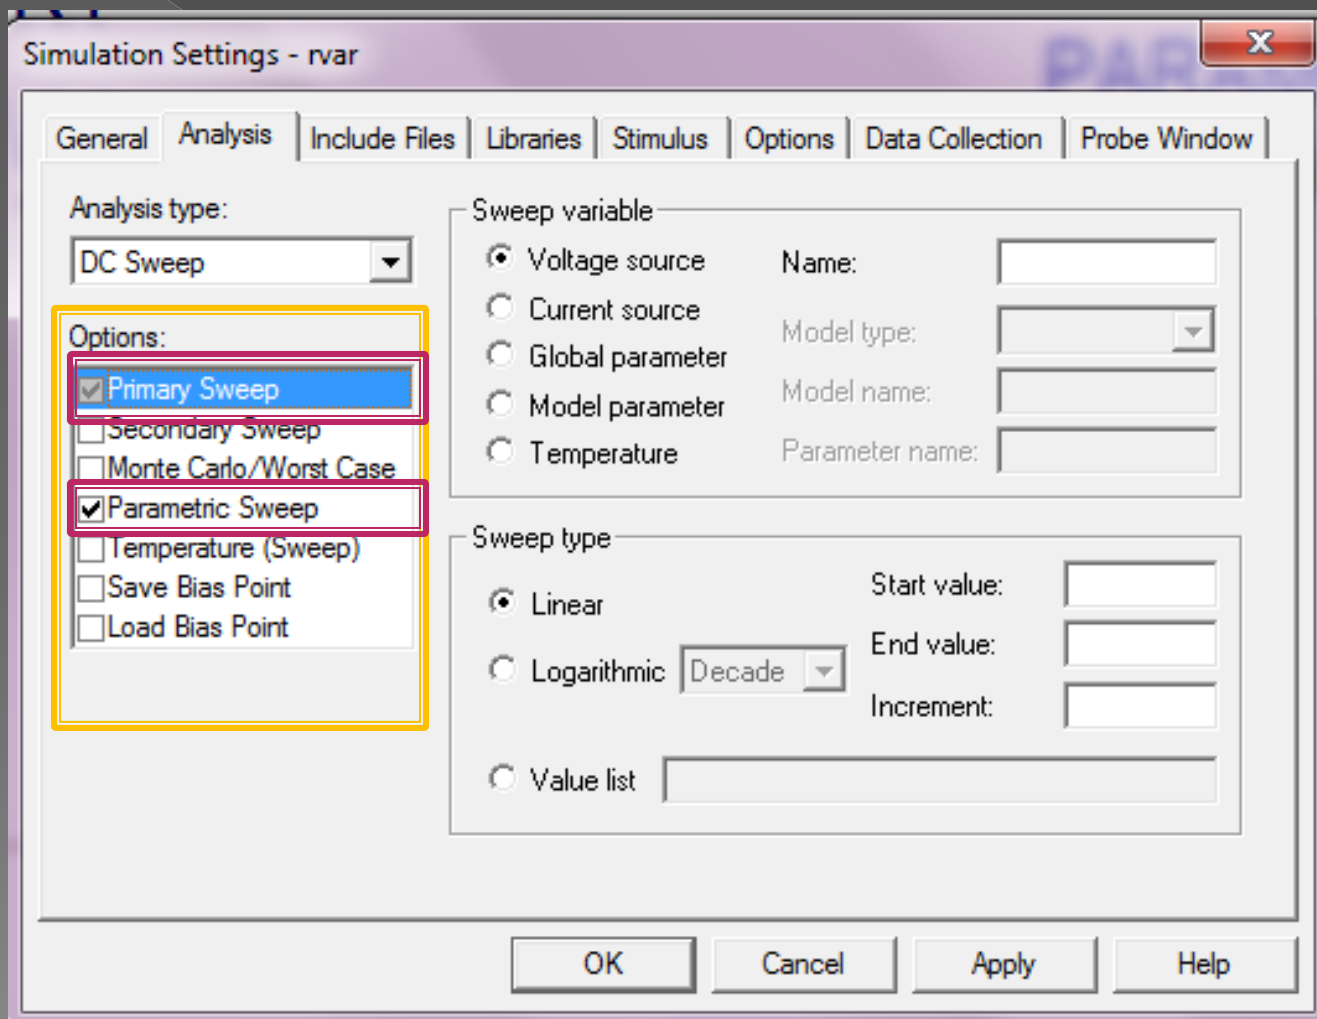 Simulation Settings - rvar
General Analysis Include Files Libraries Stimulus Options Data Collection Probe Window
Analysis type:
DC Sweep
Options:
Primary Sweep
Secondary Sweep
Monte Carlo/Worst Case
Parametric Sweep
Temperature (Sweep)
Save Bias Point
Load Bias Point
Sweep variable
Voltage source Name:
Current source
Model type:
Global parameter
Model name:
Model parameter
Temperature Parameter name:
Sweep type
Start value:
Linear
End value:
Logarithmic Decade
Increment:
Value list
OK Cancel Apply Help